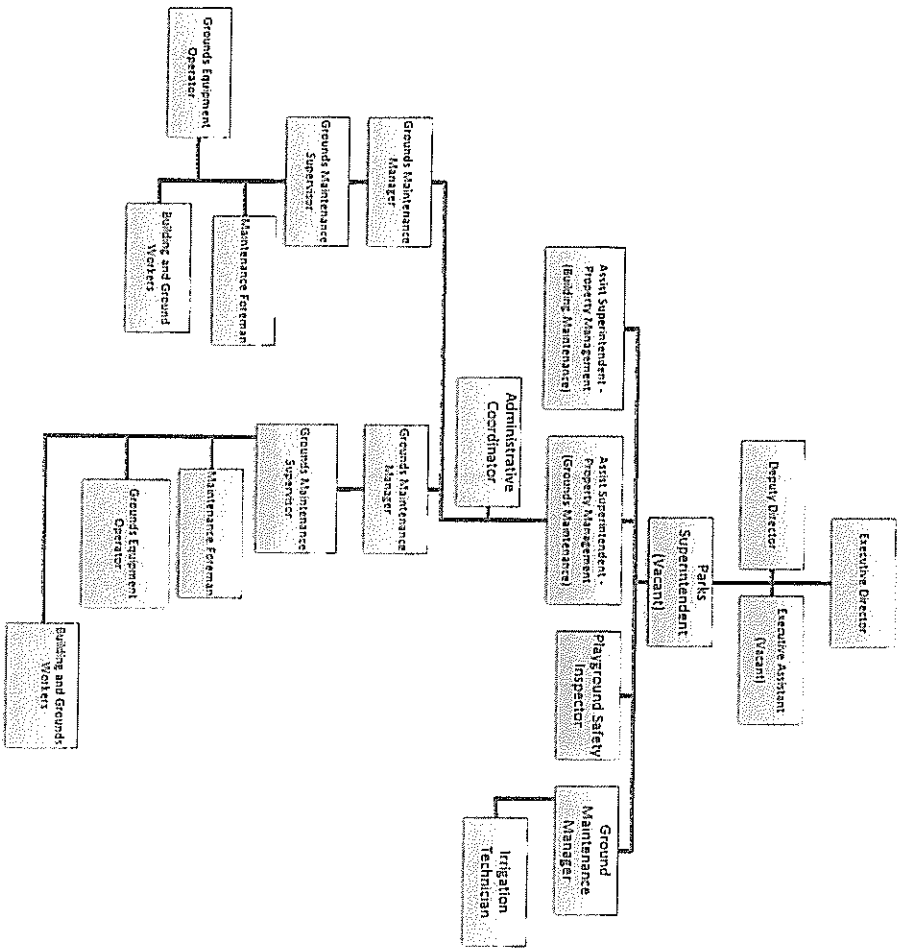 Executive Director
Deputy Director
Executive Assistant
(Vacant)
Parks
Superintendent
(Vacant)
Assist Superintendent -
Property Management
(Building Maintenance)
Assist Superintendent -
Property Management
(Grounds Maintenance)
Playground Safety
Inspector
Ground
Maintenance
Manager
Administrative
Coordinator
Irrigation
Technician
Grounds Maintenance
Manager
Grounds Maintenance
Manager
Grounds Maintenance
Supervisor
Grounds Maintenance
Supervisor
Maintenance Foreman
Maintenance Foreman
Grounds Equipment
Operator
Building and Ground
Workers
Grounds Equipment
Operator
Building and Grounds
Workers